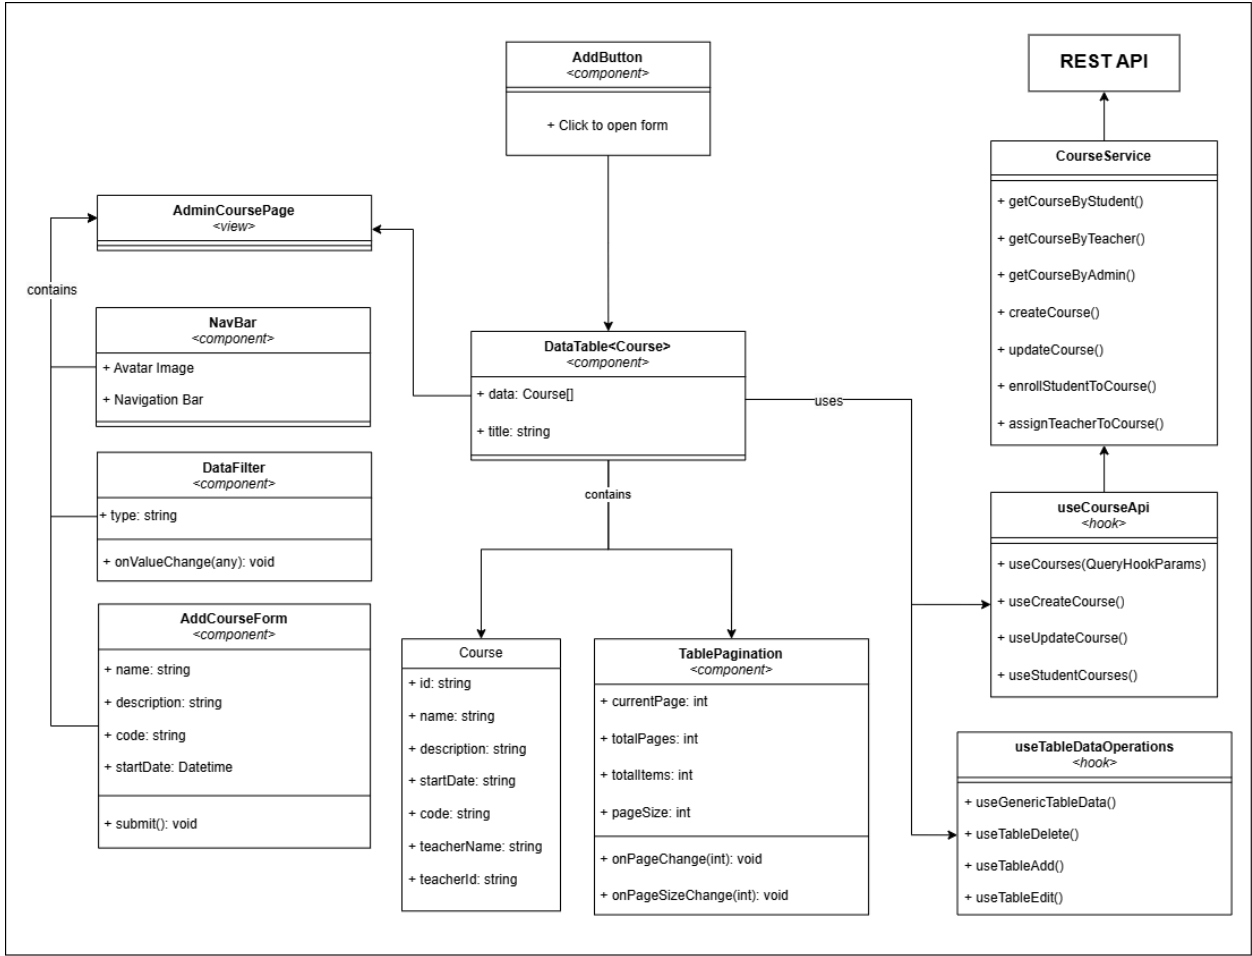 AddButton
<component>
+ Click to open form
REST API
CourseService
+ getCourseByStudent()
+ getCourseByTeacher()
+ getCourseByAdmin()
+ createCourse()
+ updateCourse()
+ enrollStudentToCourse()
+ assignTeacherToCourse()
AdminCoursePage
<view>
contains
NavBar
<component>
+ Avatar Image
+ Navigation Bar
DataTable<Course>
<component>
+ data: Course[]
+ title: string
uses
contains
DataFilter
<component>
+ type: string
+ onValueChange(any): void
useCourseApi
<hook>
+ useCourses(QueryHookParams)
+ useCreateCourse()
+ useUpdateCourse()
+ useStudentCourses()
AddCourseForm
<component>
+ name: string
+ description: string
+ code: string
+ startDate: Datetime
+ submit(): void
Course
+ id: string
+ name: string
+ description: string
+ startDate: string
+ code: string
+ teacherName: string
+ teacherId: string
TablePagination
<component>
+ currentPage: int
+ totalPages: int
+ totalItems: int
+ pageSize: int
+ onPageChange(int): void
+ onPageSizeChange(int): void
useTableDataOperations
<hook>
+ useGenericTableData()
+ useTableDelete()
+ useTableAdd()
+ useTableEdit()